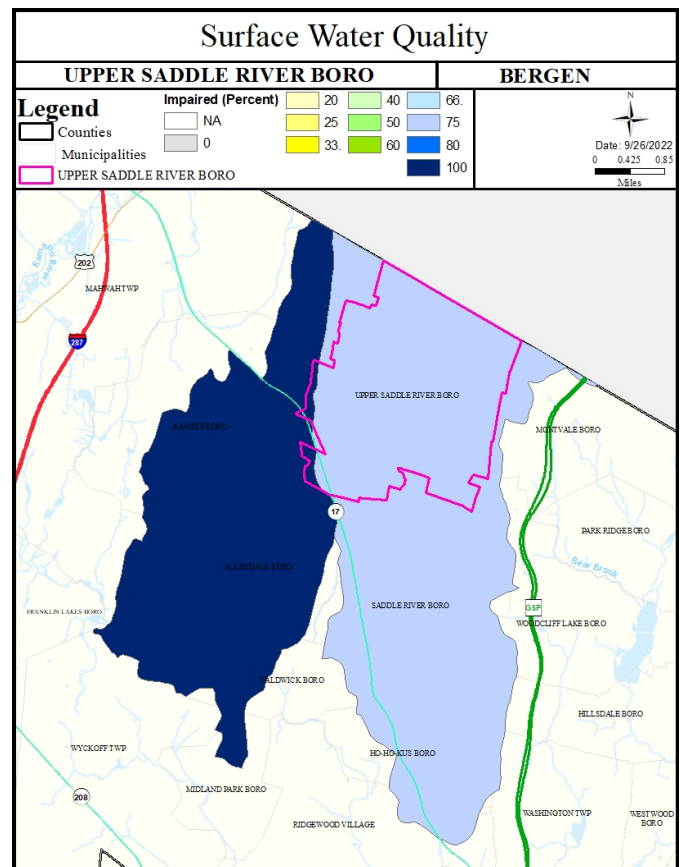 Surface Water Quality
UPPER SADDLE RIVER BORO
BERGEN
Legend
Counties
Municipalities
UPPER SADDLE RIVER BORO
Impaired (Percent)
NA
0
20
25
33.
40
50
60
66.
75
80
100
N
Date: 9/26/2022
0 0.425 0.85
Miles
202
MAHWAH TWP
287
UPPER SADDLE RIVER BORO
RAMSEY BORO
MONTVALE BORO
17
PARK RIDGE BORO
Bear Brook
ALLENDALE BORO
FRANKLIN LAKES BORO
SADDLE RIVER BORO
GSP
WOODCLIFF LAKE BORO
WALDWICK BORO
HILLSDALE BORO
WYCKOFF TWP
HO-HO-KUS BORO
MIDLAND PARK BORO
208
RIDGEWOOD VILLAGE
WASHINGTON TWP
WESTWOOD
BORO